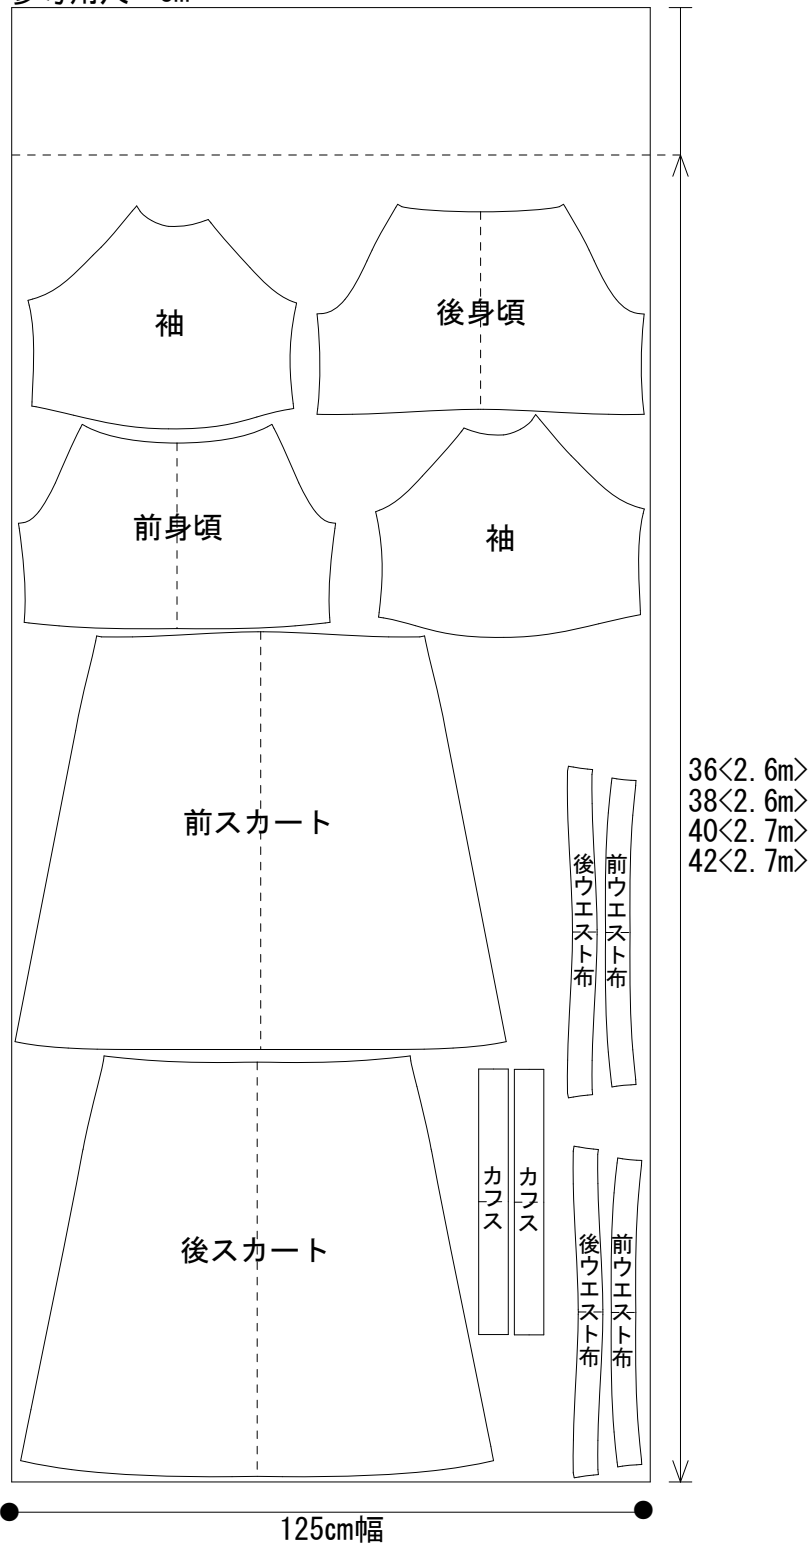 袖
後身頃
前身頃
袖
前スカート
36<2.6m>
38<2.6m>
40<2.7m>
42<2.7m>
後ウエスト布
前ウエスト布
後スカート
カフス
カフス
後ウエスト布
前ウエスト布
125cm幅